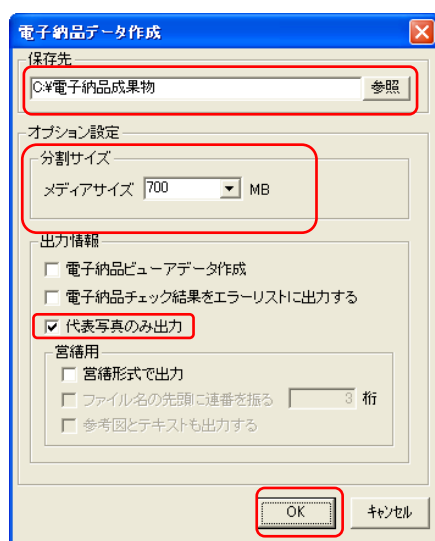 電子納品データ作成
保存先
C:¥電子納品成果物 参照
オプション設定
分割サイズ
メディアサイズ 700 MB
出力情報
電子納品ビューアデータ作成
電子納品チェック結果をエラーリストに出力する
代表写真のみ出力
営繕用
営繕形式で出力
ファイル名の先頭に連番を振る 3 桁
参考図とテキストも出力する
OK キャンセル